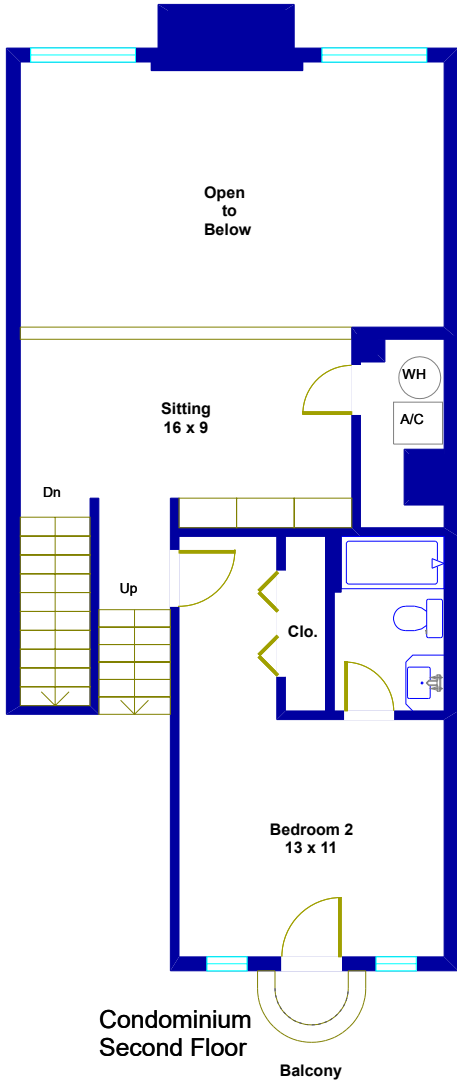 Open
to
Below
WH
A/C
Sitting
16 x 9
Dn
Up
Clo.
Bedroom 2
13 x 11
Condominium
Second Floor
Balcony